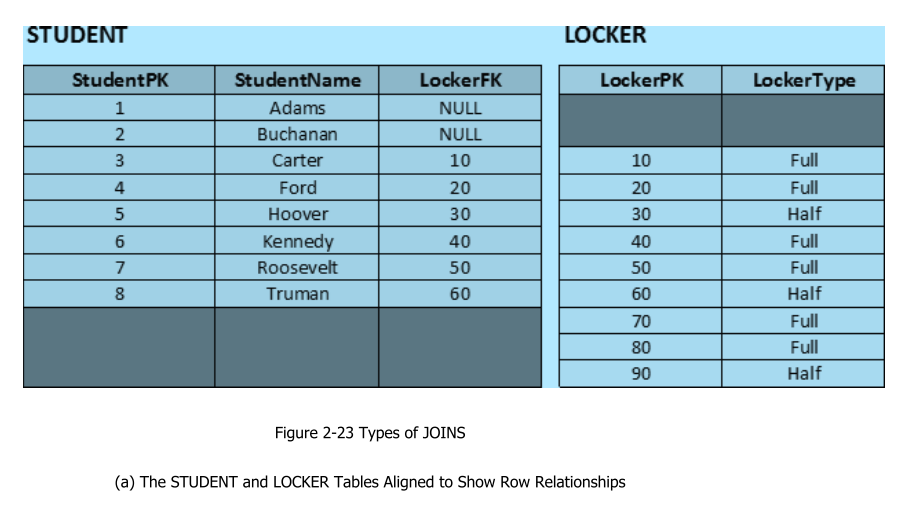 STUDENT LOCKER
StudentPK StudentName LockerFK LockerPK LockerType
1 Adams NULL
2 Buchanan NULL
3 Carter 10 10 Full
4 Ford 20 20 Full
5 Hoover 30 30 Half
6 Kennedy 40 40 Full
7 Roosevelt 50 50 Full
8 Truman 60 60 Half
70 Full
80 Full
90 Half
Figure 2-23 Types of JOINS
(a) The STUDENT and LOCKER Tables Aligned to Show Row Relationships